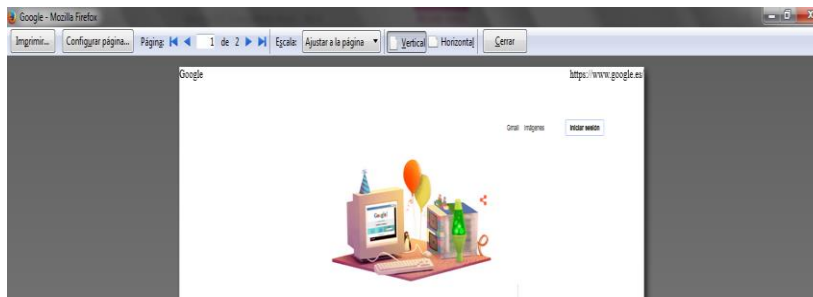 Google - Mozilla Firefox
Imprimir... Configurar página... Página: 1 de 2 Escala: Ajustar a la página Vertical Horizontal Cerrar
Google https://www.google.es/
Gmail Imágenes Iniciar sesión
Google